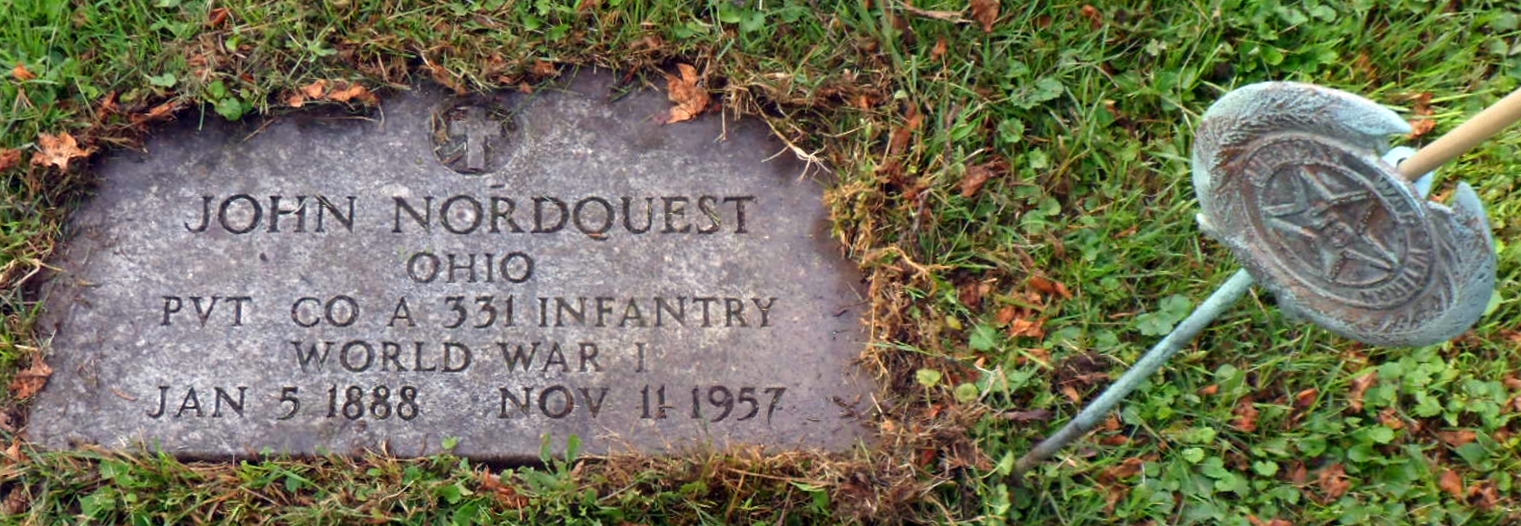 JOHN NORDQUEST
OHIO
PVT CO A 331 INFANTRY
WORLD WAR I
JAN 5 1888 NOV 11 1957